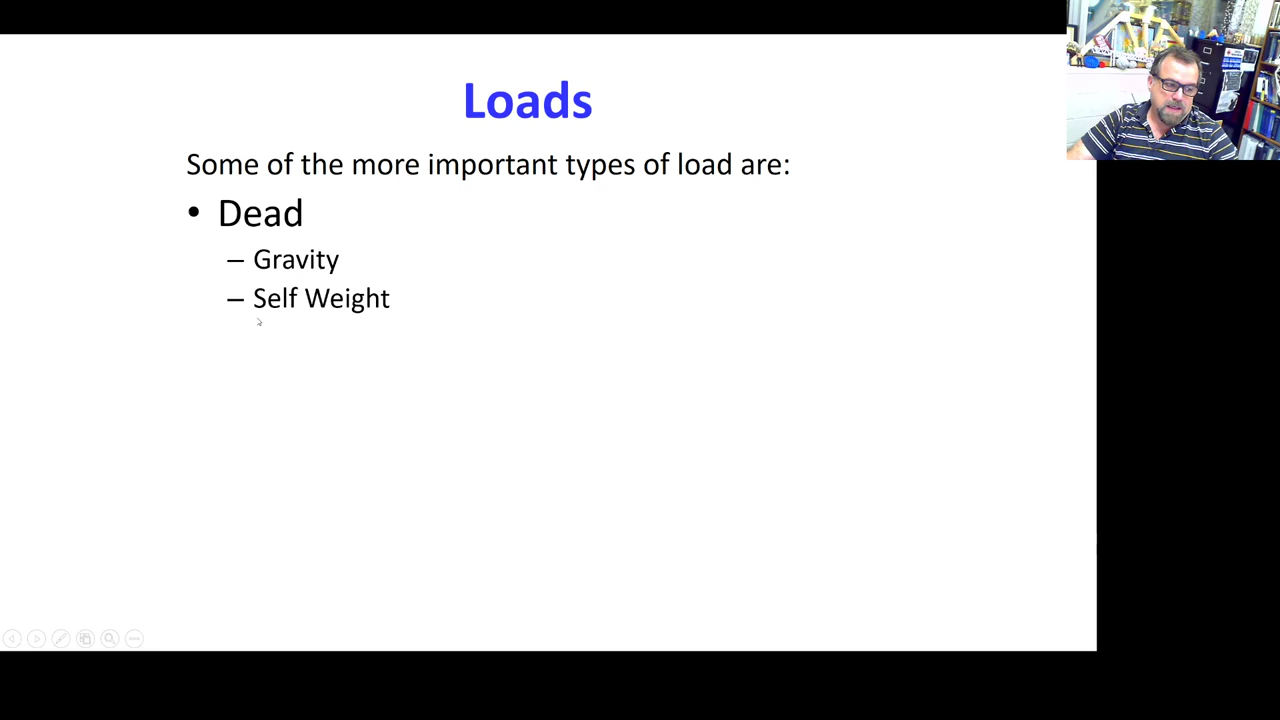 Loads
Some of the more important types of load are:
• Dead
– Gravity
– Self Weight